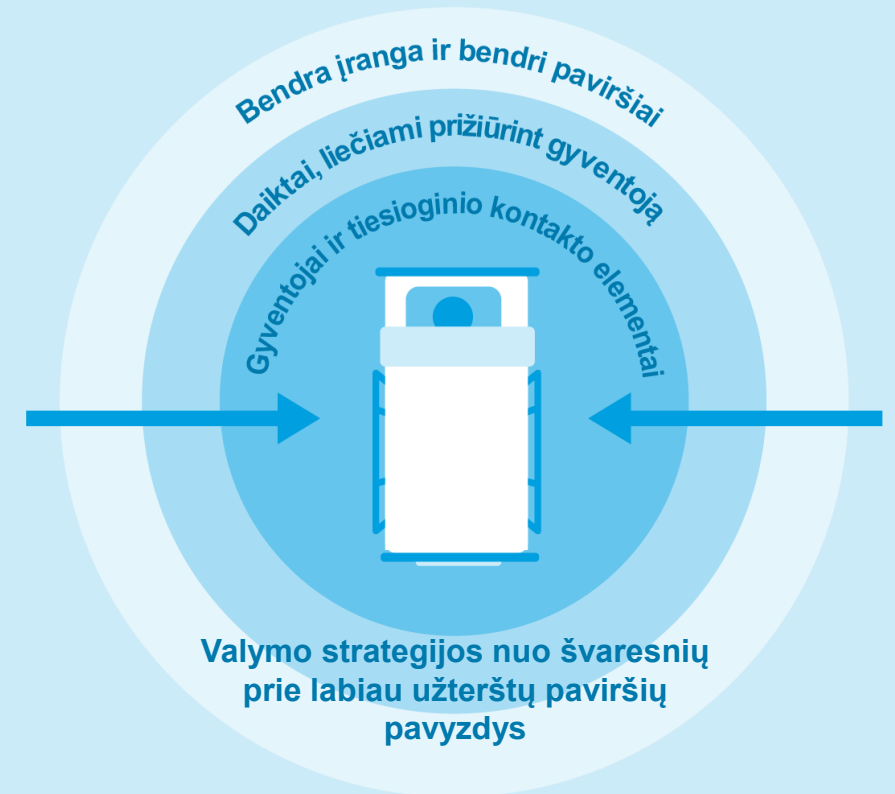 Bendra įranga ir bendri paviršiai
Daiktai, liečiami prižiūrint gyventoją
Gyventojai ir tiesioginio kontakto elementai
Valymo strategijos nuo švaresnių
prie labiau užterštų paviršių
pavyzdys